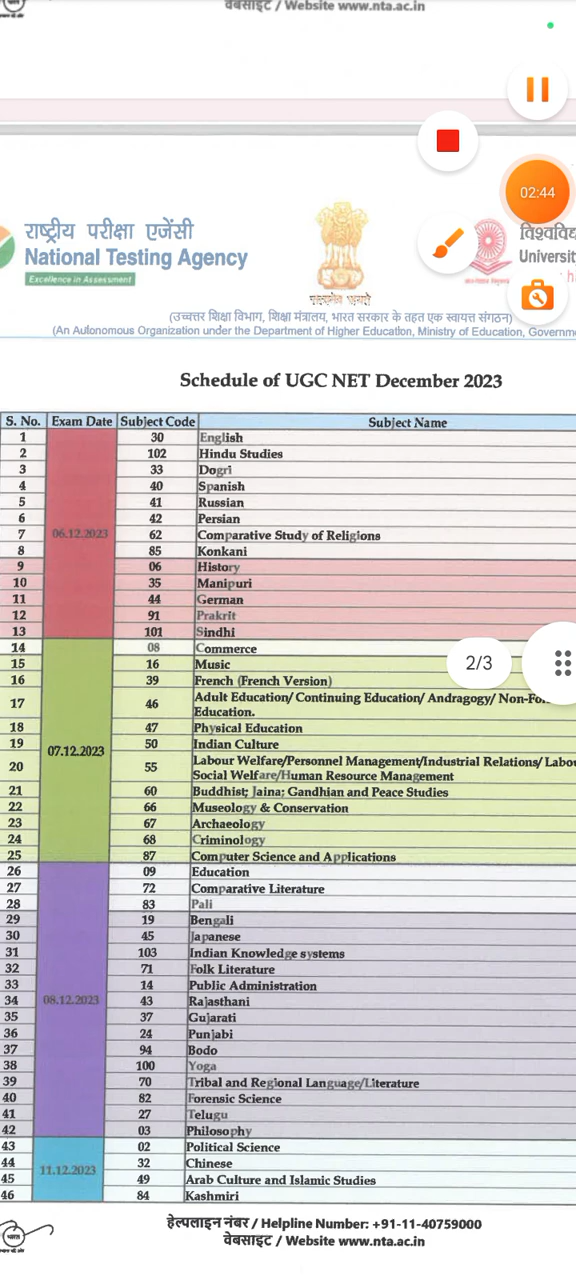 वेबसाइट / Website www.nta.ac.in
02:44
राष्ट्रीय परीक्षा एजेंसी
National Testing Agency
Excellence in Assessment
सत्यमेव जयते
University
(उच्चतर शिक्षा विभाग, शिक्षा मंत्रालय, भारत सरकार के तहत एक स्वायत्त संगठन)
(An Autonomous Organization under the Department of Higher Education, Ministry of Education, Governme
Schedule of UGC NET December 2023
S. No. Exam Date Subject Code Subject Name
1 30 English
2 102 Hindu Studies
3 33 Dogri
4 40 Spanish
5 41 Russian
6 42 Persian
7 06.12.2023 62 Comparative Study of Religions
8 85 Konkani
9 06 History
10 35 Manipuri
11 44 German
12 91 Prakrit
13 101 Sindhi
14 08 Commerce
15 16 Music
2/3
16 39 French (French Version)
17 46 Adult Education/ Continuing Education/ Andragogy/ Non-Fo
Education.
18 47 Physical Education
19 07.12.2023 50 Indian Culture
20 55 Labour Welfare/Personnel Management/Industrial Relations/ Labou
Social Welfare/Human Resource Management
21 60 Buddhist; Jaina; Gandhian and Peace Studies
22 66 Museology & Conservation
23 67 Archaeology
24 68 Criminology
25 87 Computer Science and Applications
26 09 Education
27 72 Comparative Literature
28 83 Pali
29 19 Bengali
30 45 Japanese
31 103 Indian Knowledge systems
32 71 Folk Literature
33 14 Public Administration
34 08.12.2023 43 Rajasthani
35 37 Gujarati
36 24 Punjabi
37 94 Bodo
38 100 Yoga
39 70 Tribal and Regional Language/Literature
40 82 Forensic Science
41 27 Telugu
42 03 Philosophy
43 02 Political Science
44 11.12.2023 32 Chinese
45 49 Arab Culture and Islamic Studies
46 84 Kashmiri
हेल्पलाइन नंबर / Helpline Number: +91-11-40759000
वेबसाइट / Website www.nta.ac.in